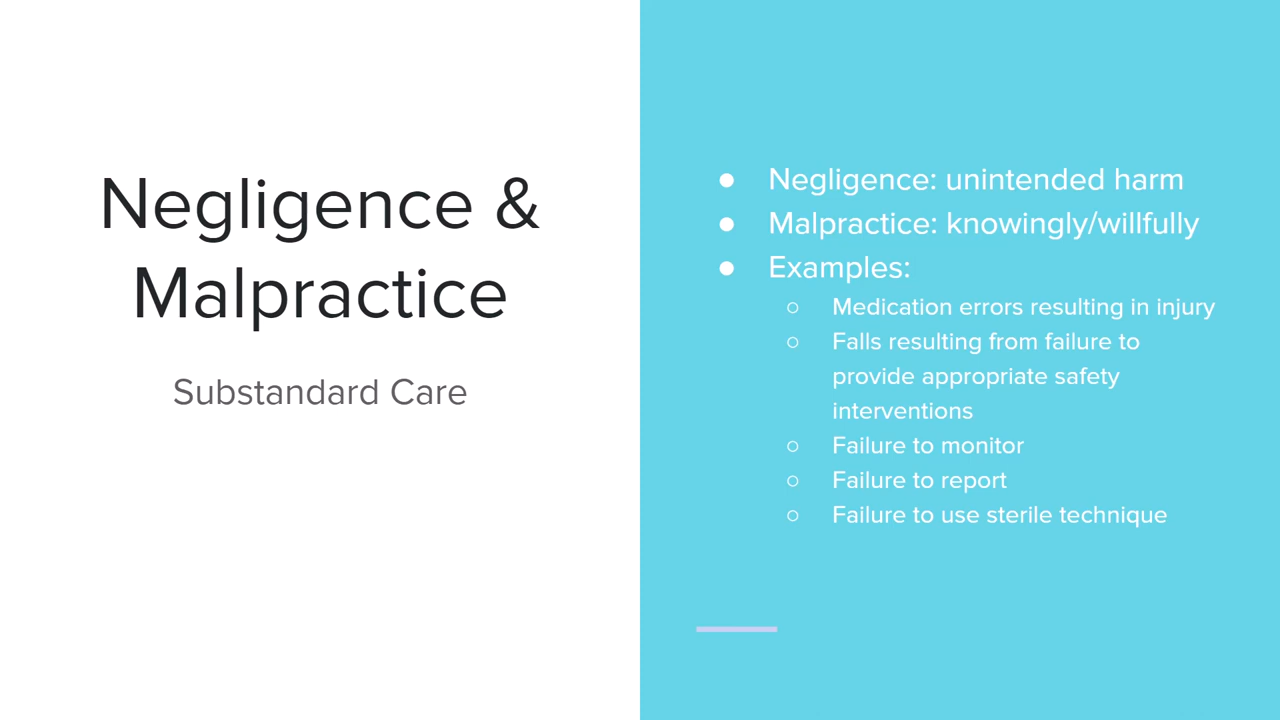 Negligence &
Malpractice
Substandard Care
● Negligence: unintended harm
● Malpractice: knowingly/willfully
● Examples:
○ Medication errors resulting in injury
○ Falls resulting from failure to
provide appropriate safety
interventions
○ Failure to monitor
○ Failure to report
○ Failure to use sterile technique